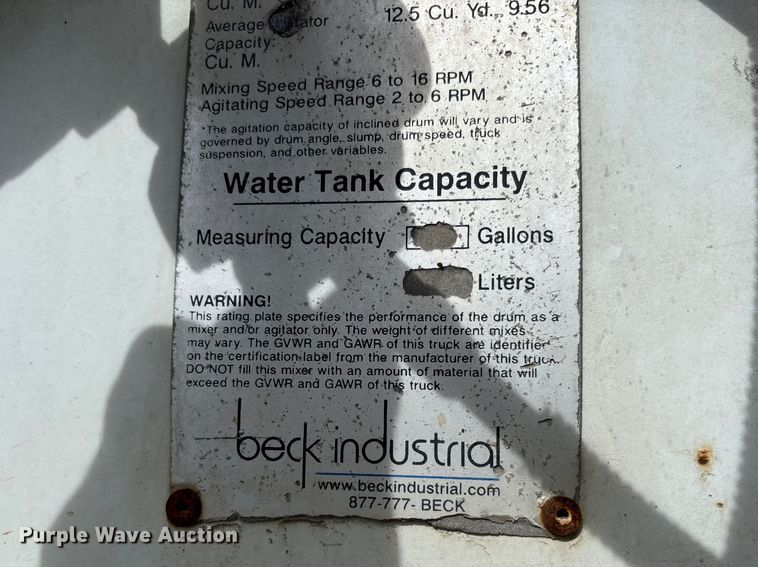 Cu. M.
Average
Capacity: 12.5 Cu. Yd. 9.56
Cu. M.
Mixing Speed Range 6 to 16 RPM
Agitating Speed Range 2 to 6 RPM
*The agitation capacity of inclined drum will vary and is
governed by drum angle, slump, drum speed, truck
suspension, and other variables.
Water Tank Capacity
Measuring Capacity Gallons
Liters
WARNING!
This rating plate specifies the performance of the drum as a
mixer and/or agitator only. The weight of different mixes
may vary. The GVWR and GAWR of this truck are identified
on the certification label from the manufacturer of this truck.
DO NOT fill this mixer with an amount of material that will
exceed the GVWR and GAWR of this truck.
beck industrial
www.beckindustrial.com
877-777- BECK
Purple Wave Auction